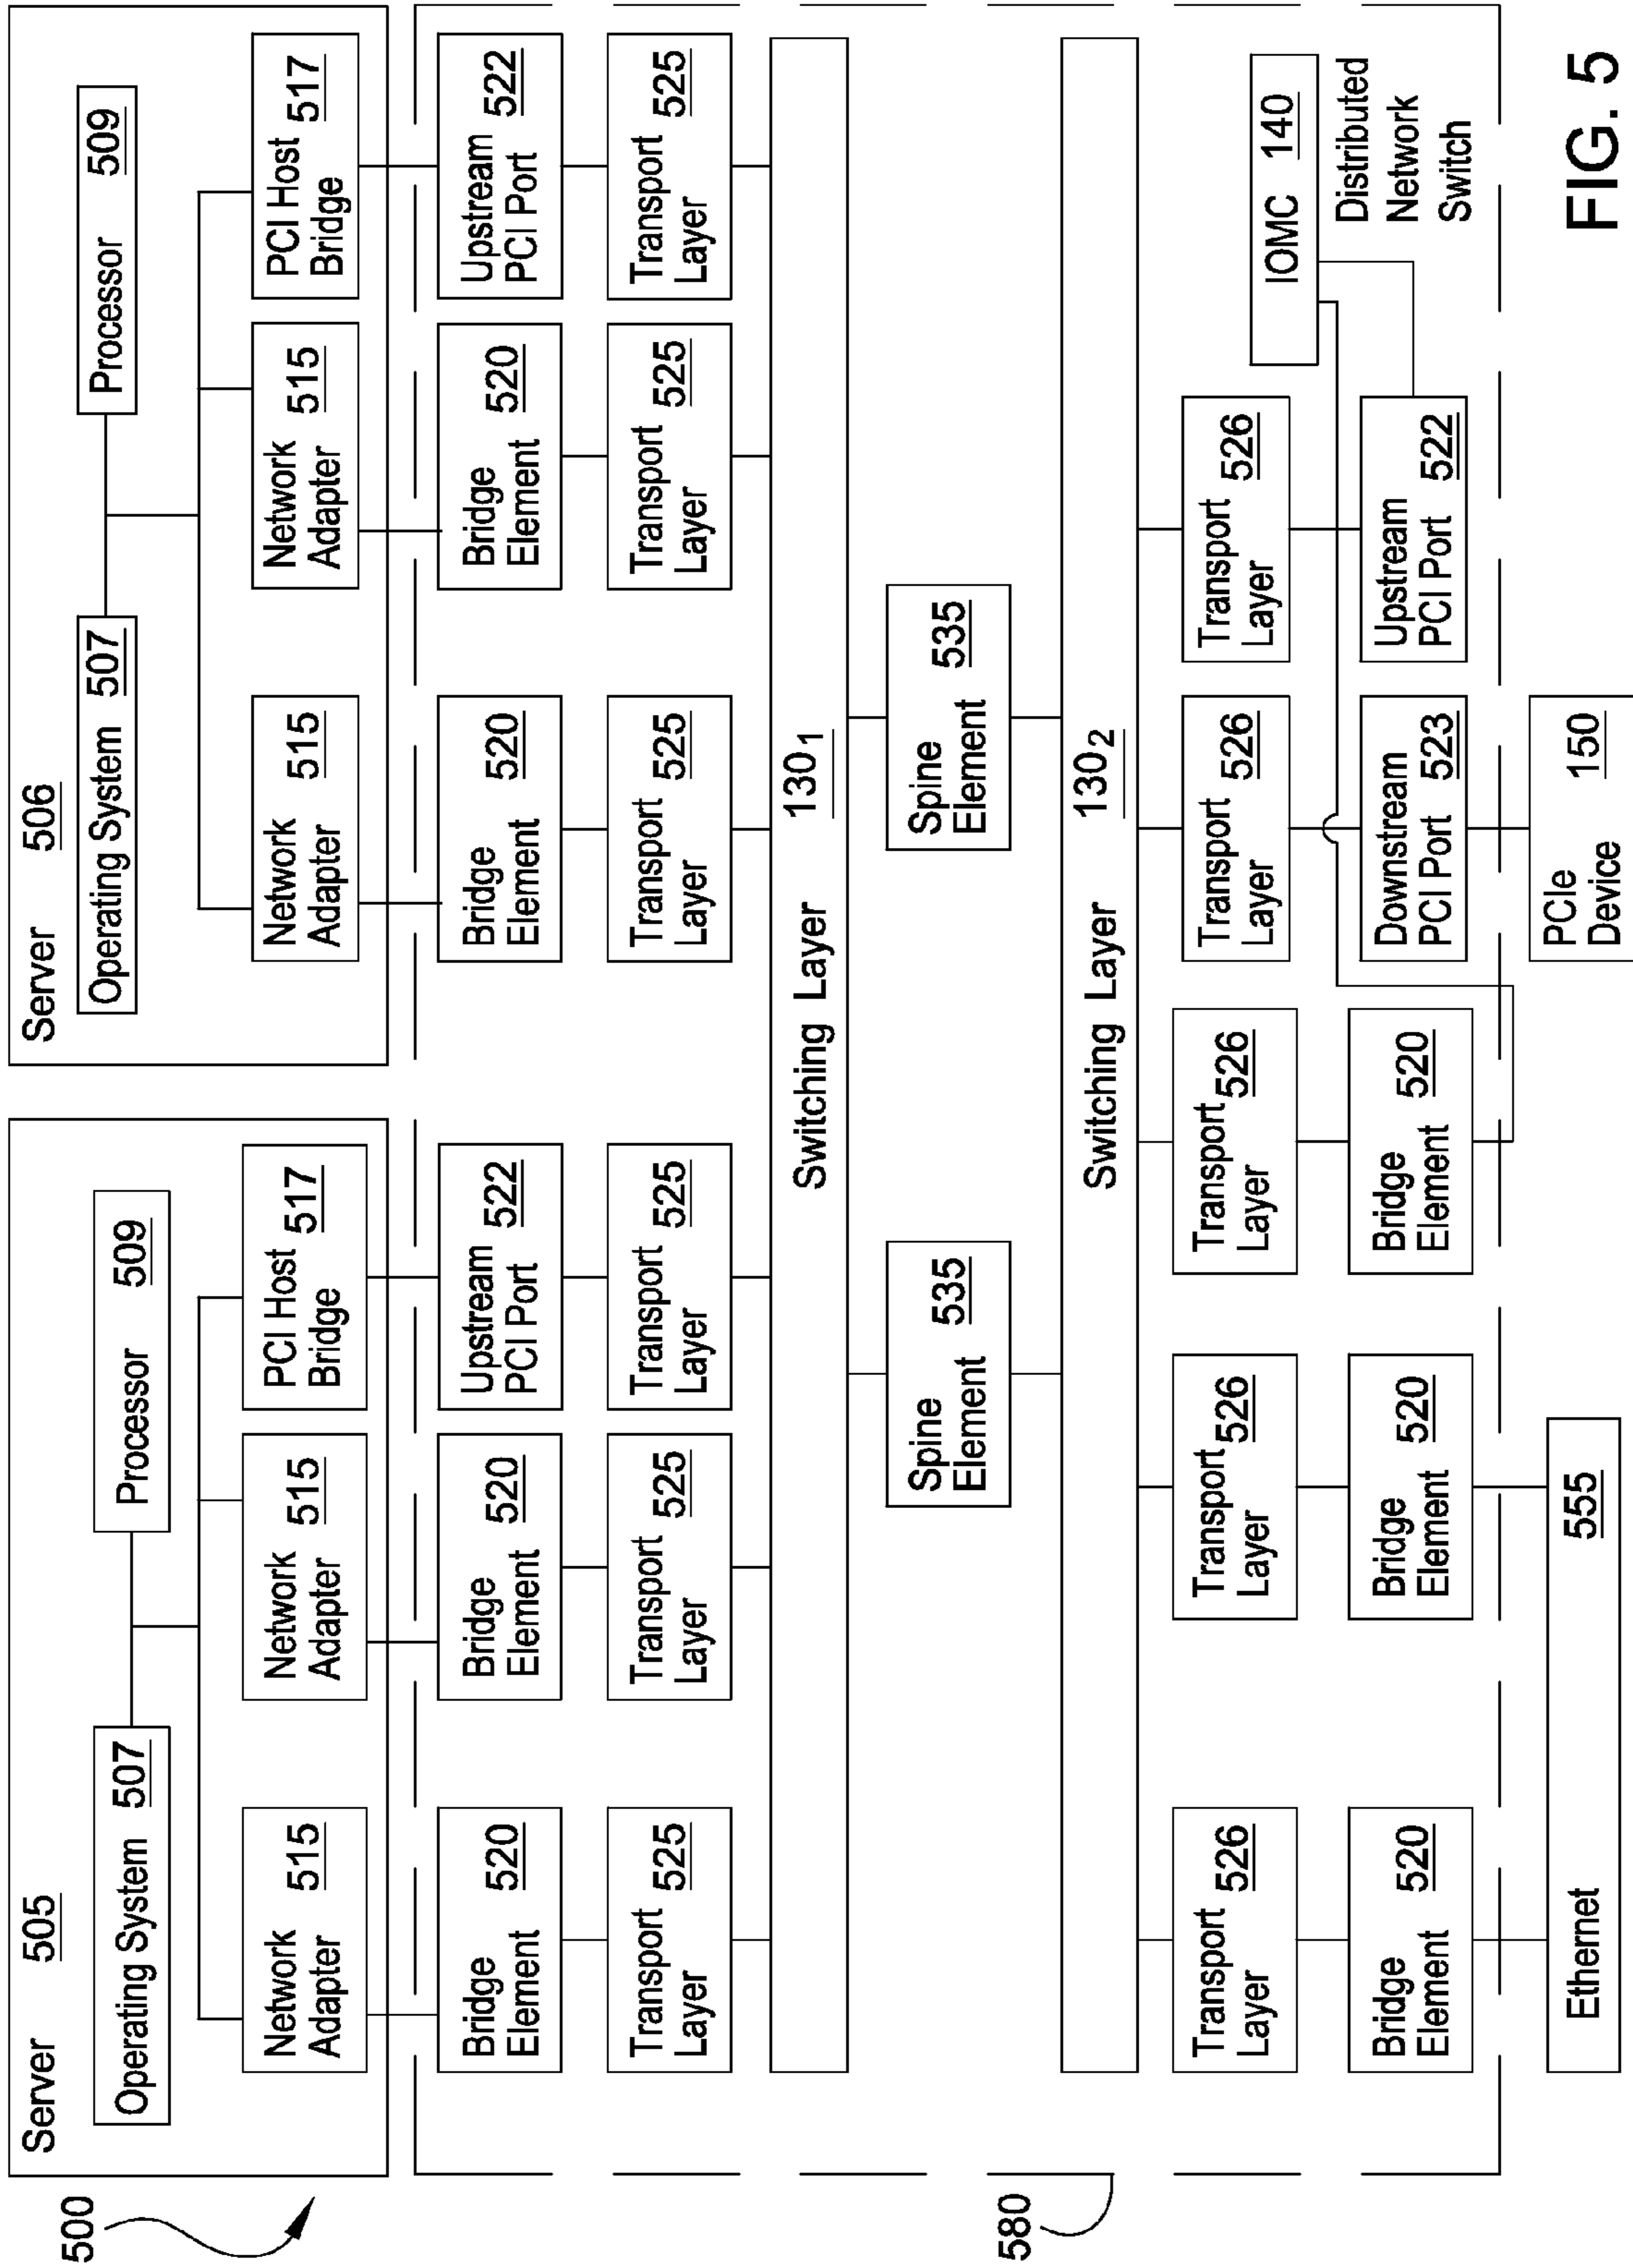 500
Server 505
Operating System 507
Processor 509
Network Adapter 515
Network Adapter 515
PCI Host Bridge 517
Server 506
Operating System 507
Processor 509
Network Adapter 515
Network Adapter 515
PCI Host Bridge 517
Bridge Element 520
Bridge Element 520
Upstream PCI Port 522
Bridge Element 520
Bridge Element 520
Upstream PCI Port 522
Transport Layer 525
Transport Layer 525
Transport Layer 525
Transport Layer 525
Transport Layer 525
Transport Layer 525
Switching Layer 130₁
Spine Element 535
Spine Element 535
580
Switching Layer 130₂
Transport Layer 526
Transport Layer 526
Transport Layer 526
Transport Layer 526
Transport Layer 526
IOMC 140
Distributed
Network
Switch
Bridge Element 520
Bridge Element 520
Bridge Element 520
Downstream PCI Port 523
Upstream PCI Port 522
Ethernet 555
PCIe Device 150
FIG. 5